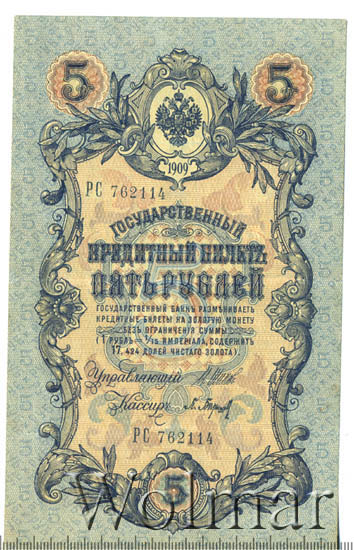 5 5
1909
РС 762114
ГОСУДАРСТВЕННЫЙ
КРЕДИТНЫЙ БИЛЕТЪ
ПЯТЬ РУБЛЕЙ
ГОСУДАРСТВЕННЫЙ БАНКЪ РАЗМѢНИВАЕТЪ
КРЕДИТНЫЕ БИЛЕТЫ НА ЗОЛОТУЮ МОНЕТУ
БЕЗЪ ОГРАНИЧЕНІЯ СУММЫ
(1 РУБЛЬ = 1/15 ИМПЕРІАЛА, СОДЕРЖИТЪ
17,424 ДОЛЕЙ ЧИСТАГО ЗОЛОТА).
Управляющій
Кассиръ
РС 762114
5
Wolmar